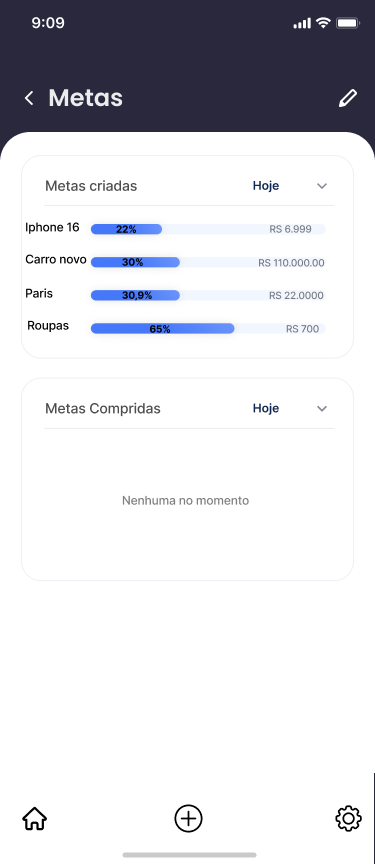 9:09
Metas
Metas criadas Hoje
Iphone 16 22% RS 6.999
Carro novo 30% RS 110.000.00
Paris 30,9% RS 22.0000
Roupas 65% RS 700
Metas Compridas Hoje
Nenhuma no momento